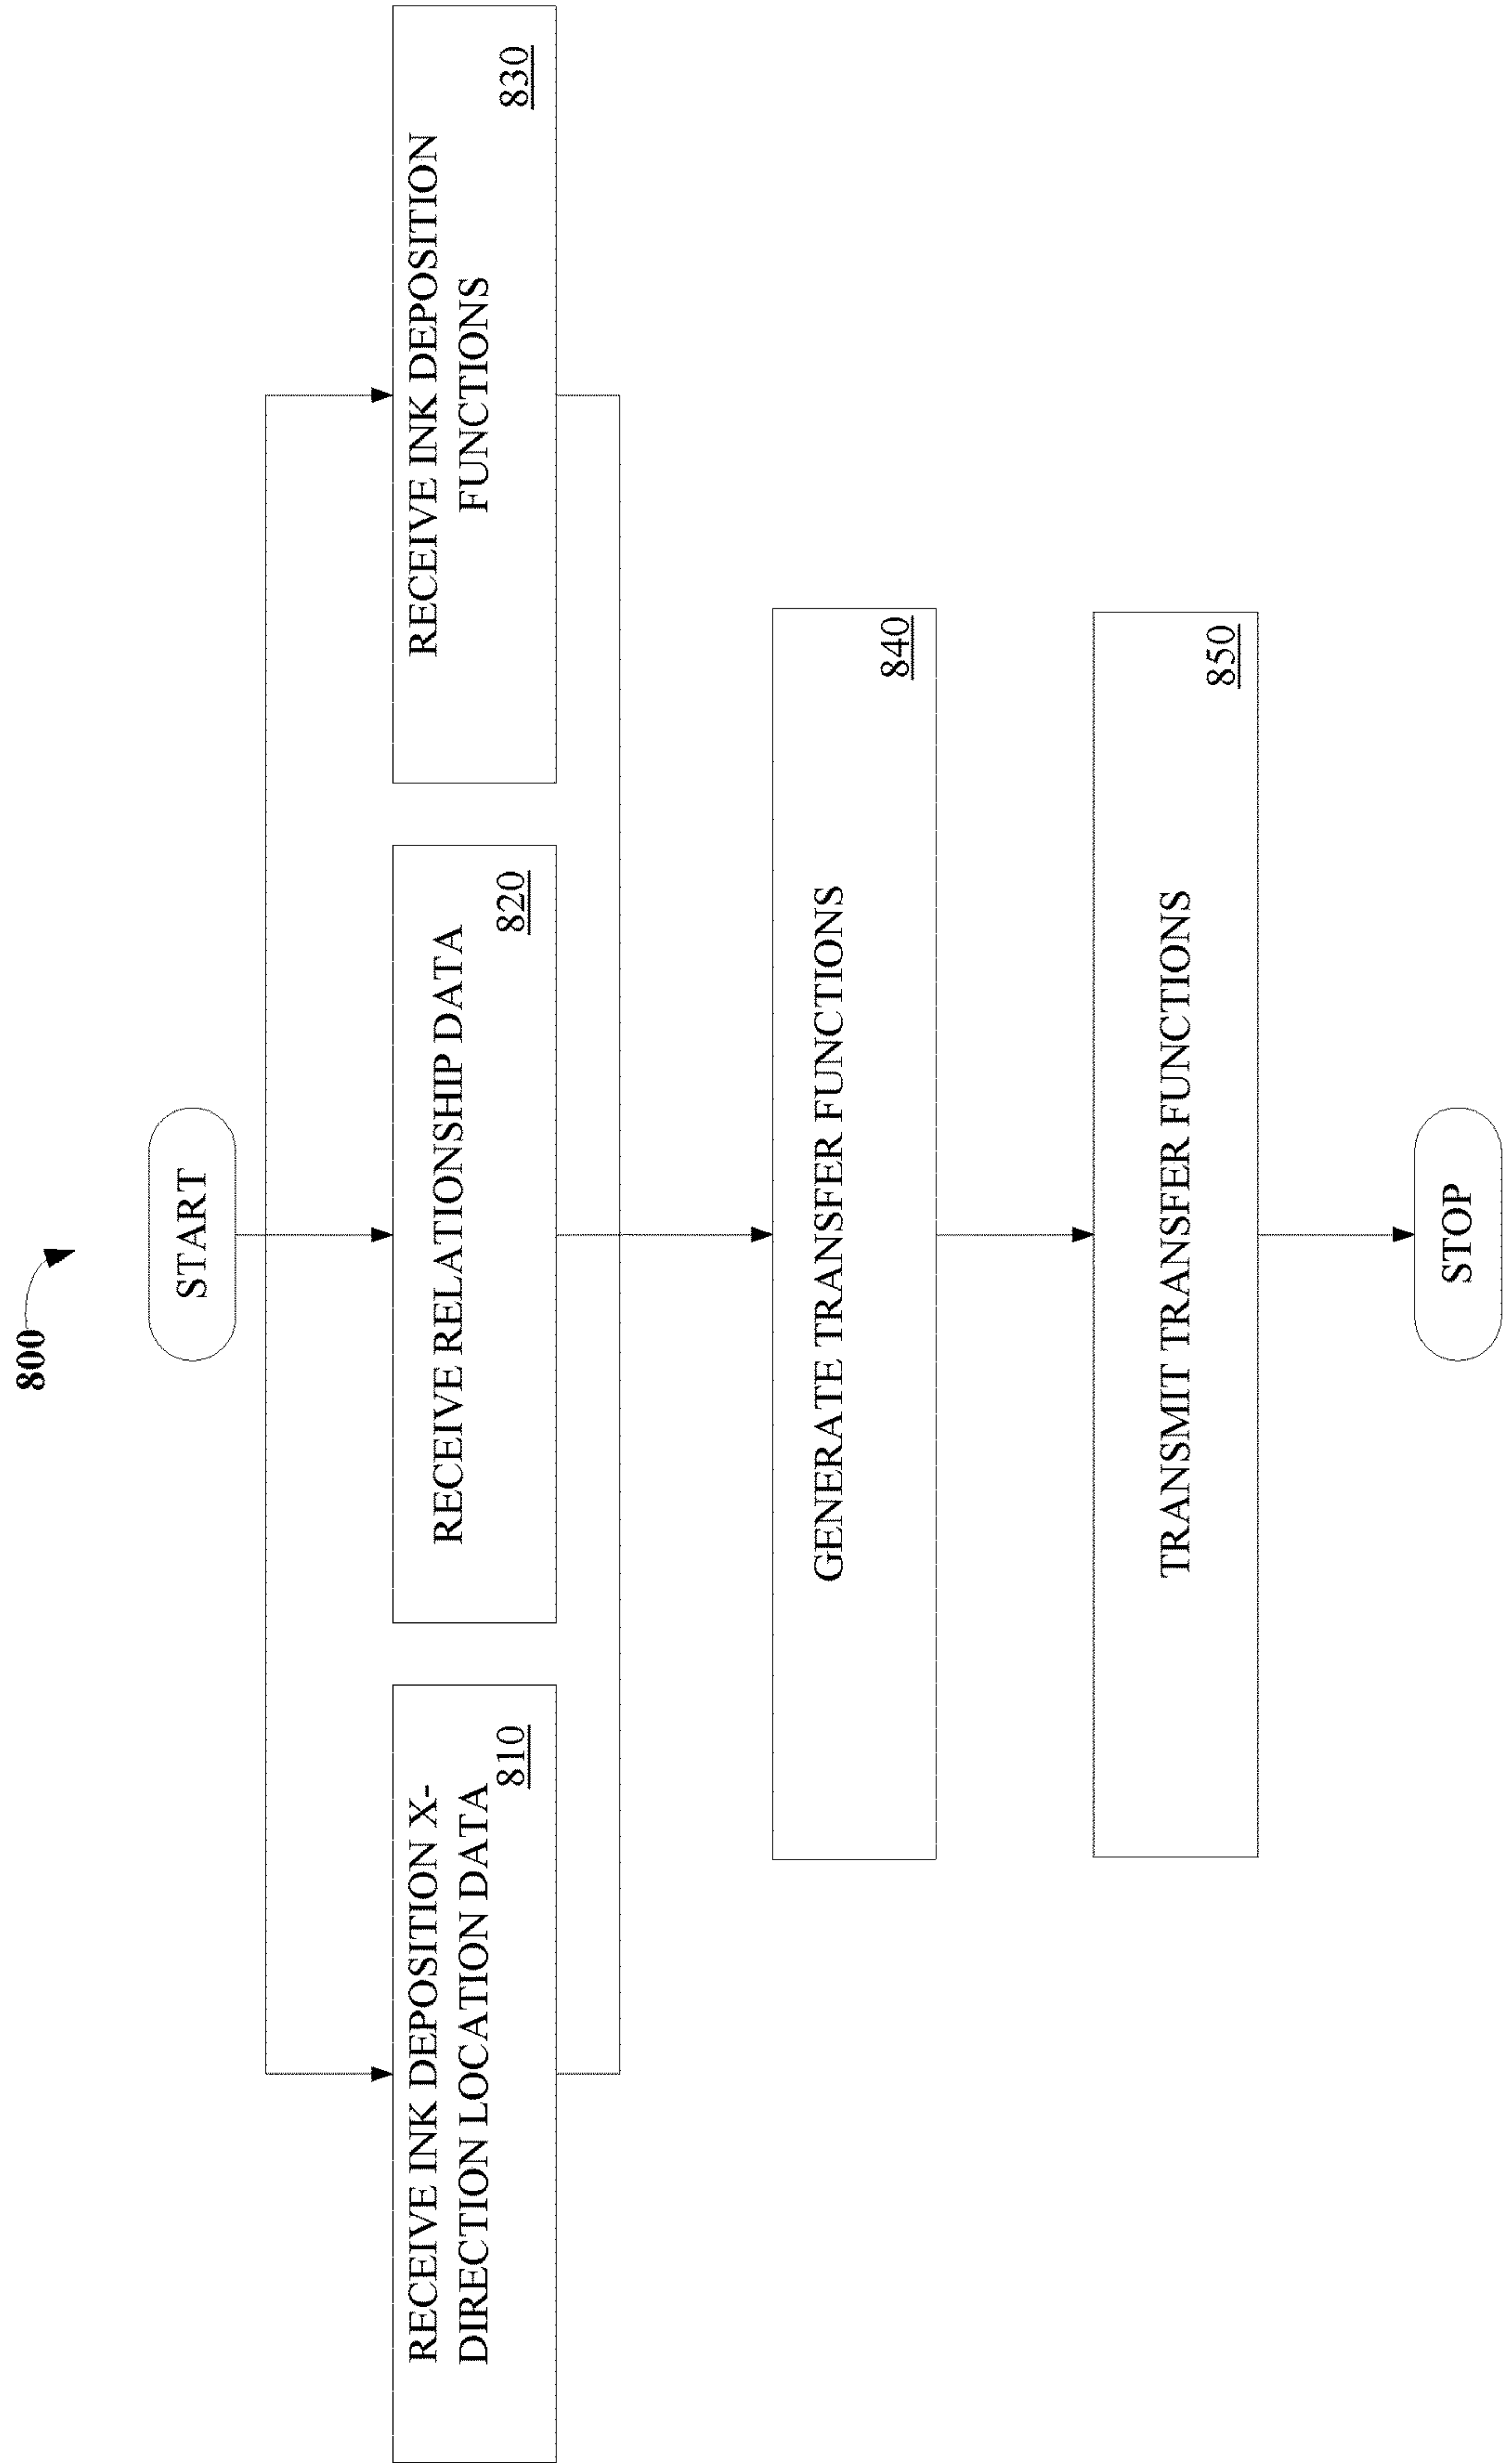 800
START
RECEIVE INK DEPOSITION X-
DIRECTION LOCATION DATA
810
RECEIVE RELATIONSHIP DATA
820
RECEIVE INK DEPOSITION
FUNCTIONS
830
GENERATE TRANSFER FUNCTIONS
840
TRANSMIT TRANSFER FUNCTIONS
850
STOP